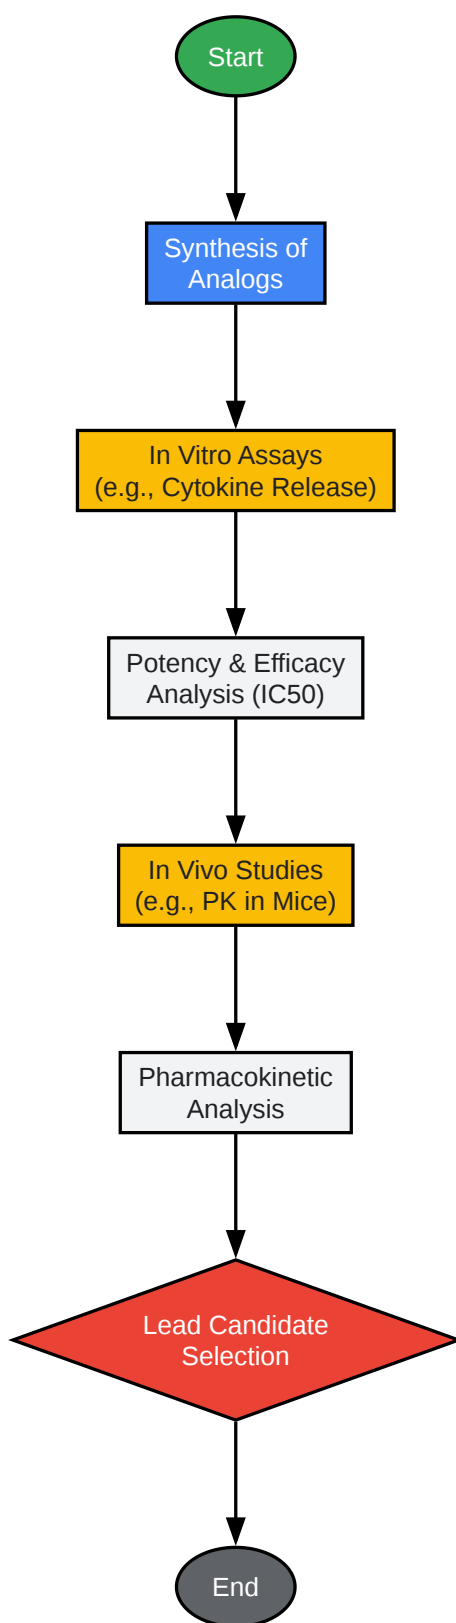 Start
Synthesis of
Analogs
In Vitro Assays
(e.g., Cytokine Release)
Potency & Efficacy
Analysis (IC50)
In Vivo Studies
(e.g., PK in Mice)
Pharmacokinetic
Analysis
Lead Candidate
Selection
End